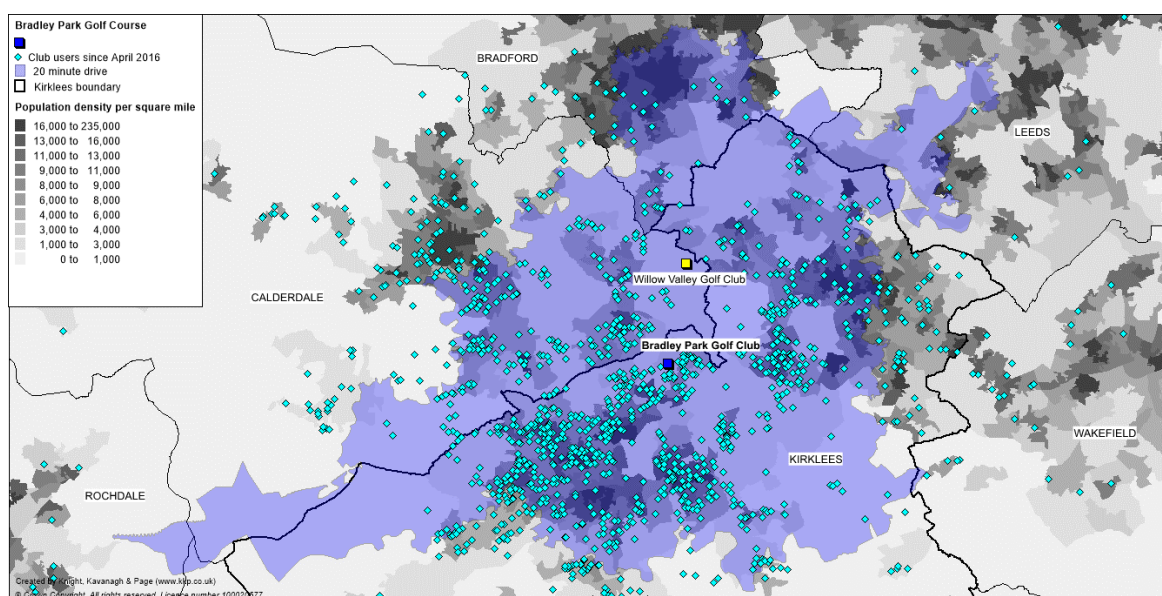 Bradley Park Golf Course
Club users since April 2016
20 minute drive
Kirklees boundary
Population density per square mile
16,000 to 235,000
13,000 to 16,000
11,000 to 13,000
9,000 to 11,000
8,000 to 9,000
6,000 to 8,000
4,000 to 6,000
3,000 to 4,000
1,000 to 3,000
0 to 1,000
BRADFORD
LEEDS
Willow Valley Golf Club
CALDERDALE
Bradley Park Golf Club
WAKEFIELD
KIRKLEES
ROCHDALE
Created by Knight, Kavanagh & Page (www.kkp.co.uk)
© Crown Copyright. All rights reserved. Licence number 100020577